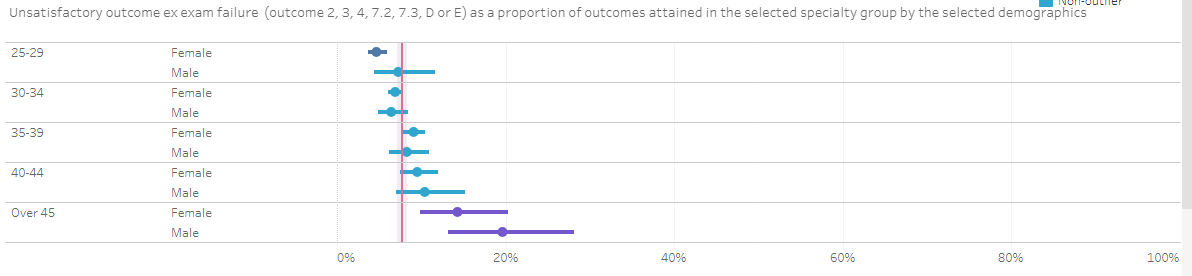 Non-outlier
Unsatisfactory outcome ex exam failure (outcome 2, 3, 4, 7.2, 7.3, D or E) as a proportion of outcomes attained in the selected specialty group by the selected demographics
25-29 Female
Male
30-34 Female
Male
35-39 Female
Male
40-44 Female
Male
Over 45 Female
Male
0% 20% 40% 60% 80% 100%